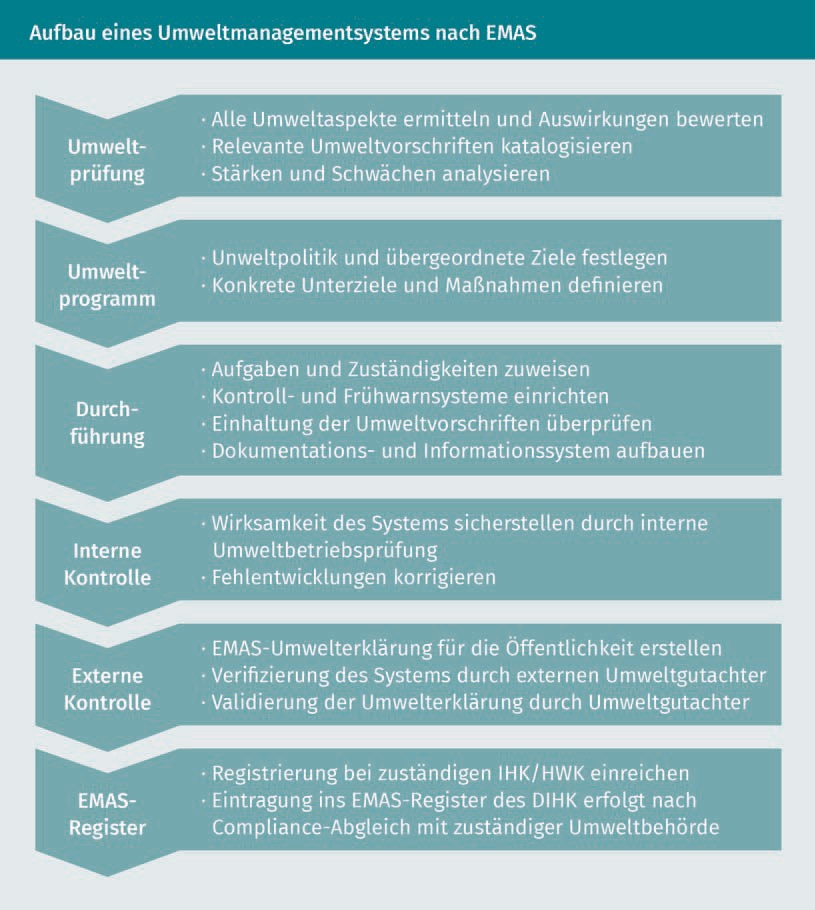 Aufbau eines Umweltmanagementsystems nach EMAS
Umwelt-
prüfung
· Alle Umweltaspekte ermitteln und Auswirkungen bewerten
· Relevante Umweltvorschriften katalogisieren
· Stärken und Schwächen analysieren
Umwelt-
programm
· Unweltpolitik und übergeordnete Ziele festlegen
· Konkrete Unterziele und Maßnahmen definieren
Durch-
führung
· Aufgaben und Zuständigkeiten zuweisen
· Kontroll- und Frühwarnsysteme einrichten
· Einhaltung der Umweltvorschriften überprüfen
· Dokumentations- und Informationssystem aufbauen
Interne
Kontrolle
· Wirksamkeit des Systems sicherstellen durch interne
Umweltbetriebsprüfung
· Fehlentwicklungen korrigieren
Externe
Kontrolle
· EMAS-Umwelterklärung für die Öffentlichkeit erstellen
· Verifizierung des Systems durch externen Umweltgutachter
· Validierung der Umwelterklärung durch Umweltgutachter
EMAS-
Register
· Registrierung bei zuständigen IHK/HWK einreichen
· Eintragung ins EMAS-Register des DIHK erfolgt nach
Compliance-Abgleich mit zuständiger Umweltbehörde